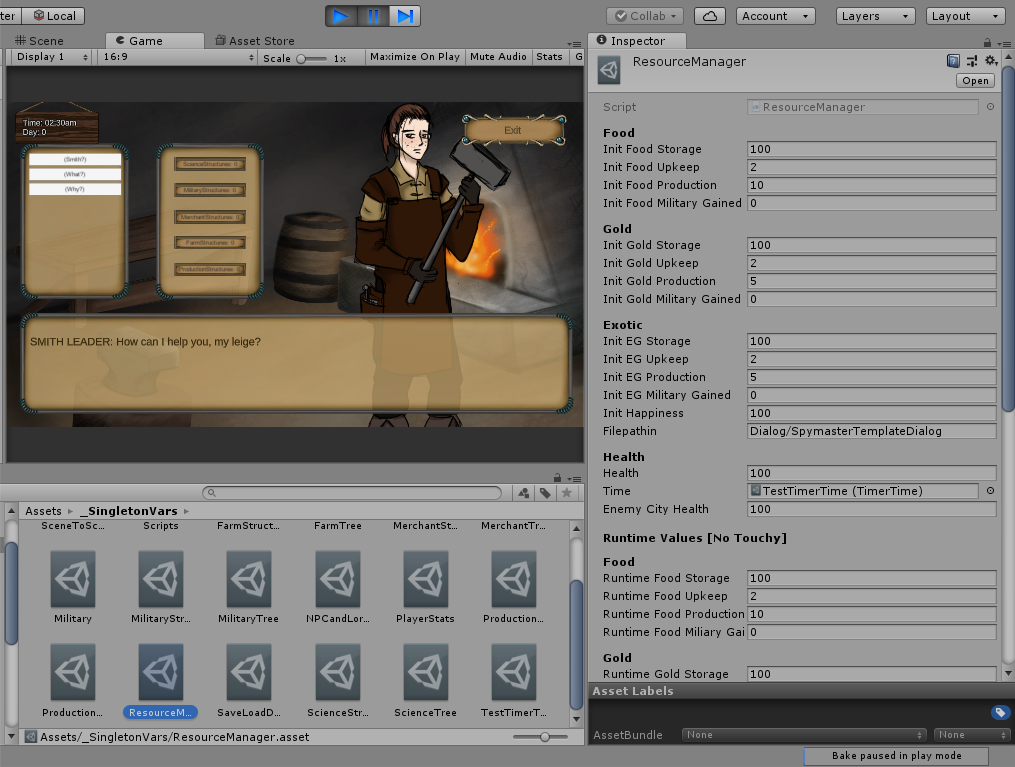 ter
Local
Collab
Account
Layers
Layout
Scene
Game
Asset Store
Display 1
16:9
Scale
1x
Maximize On Play
Mute Audio
Stats
G
Time: 02:30am
Day: 0
(Smith?)
(What?)
(Why?)
ScienceStructures: 0
MilitaryStructures: 0
MerchantStructures: 0
FarmStructures: 0
ProductionStructures: 0
Exit
SMITH LEADER: How can I help you, my leige?
Assets
_SingletonVars
SceneToSc...
Scripts
FarmStruct...
FarmTree
MerchantSt...
MerchantTr...
Military
MilitaryStr...
MilitaryTree
NPCandLor...
PlayerStats
Production...
Production...
ResourceM...
SaveLoadD...
ScienceStr...
ScienceTree
TestTimerT...
Assets/_SingletonVars/ResourceManager.asset
Inspector
ResourceManager
Open
Script
ResourceManager
Food
Init Food Storage 100
Init Food Upkeep 2
Init Food Production 10
Init Food Military Gained 0
Gold
Init Gold Storage 100
Init Gold Upkeep 2
Init Gold Production 5
Init Gold Military Gained 0
Exotic
Init EG Storage 100
Init EG Upkeep 2
Init EG Production 5
Init EG Military Gained 0
Init Happiness 100
Filepathin Dialog/SpymasterTemplateDialog
Health
Health 100
Time TestTimerTime (TimerTime)
Enemy City Health 100
Runtime Values [No Touchy]
Food
Runtime Food Storage 100
Runtime Food Upkeep 2
Runtime Food Production 10
Runtime Food Miliary Gai 0
Gold
Runtime Gold Storage 100
Asset Labels
AssetBundle
None
None
Bake paused in play mode